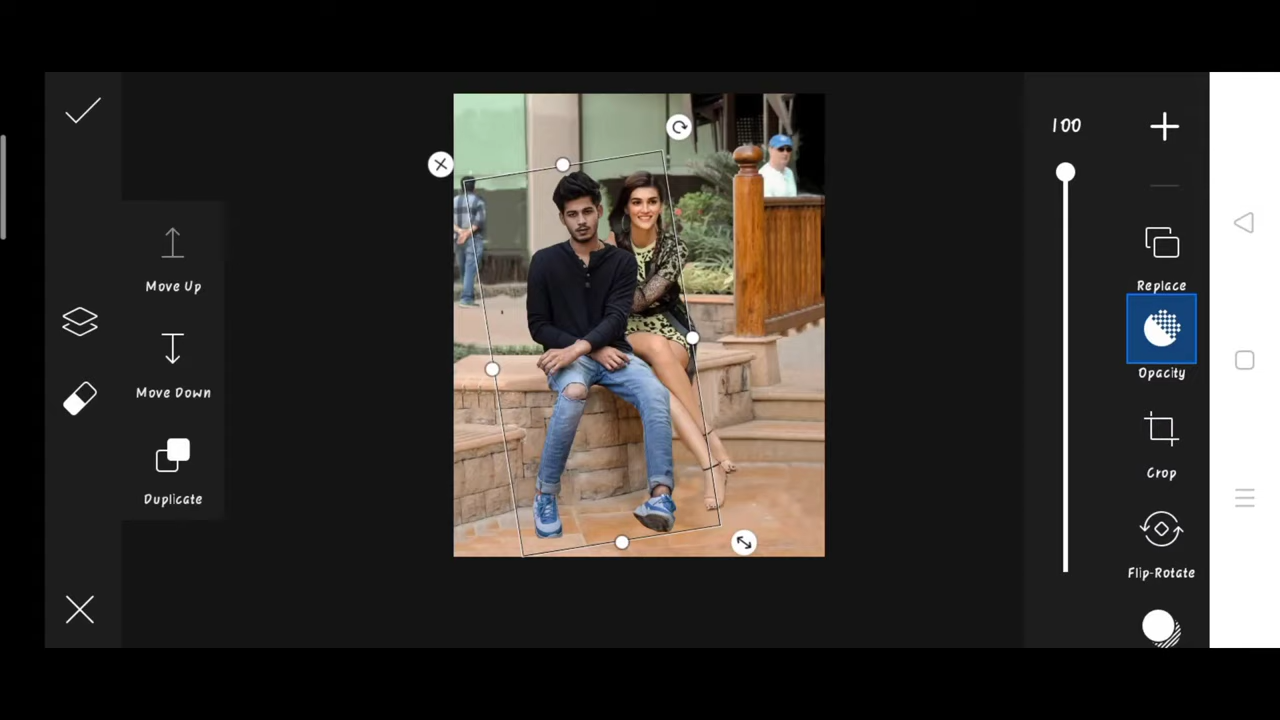 100
Move Up
Replace
Opacity
Move Down
Crop
Duplicate
Flip-Rotate